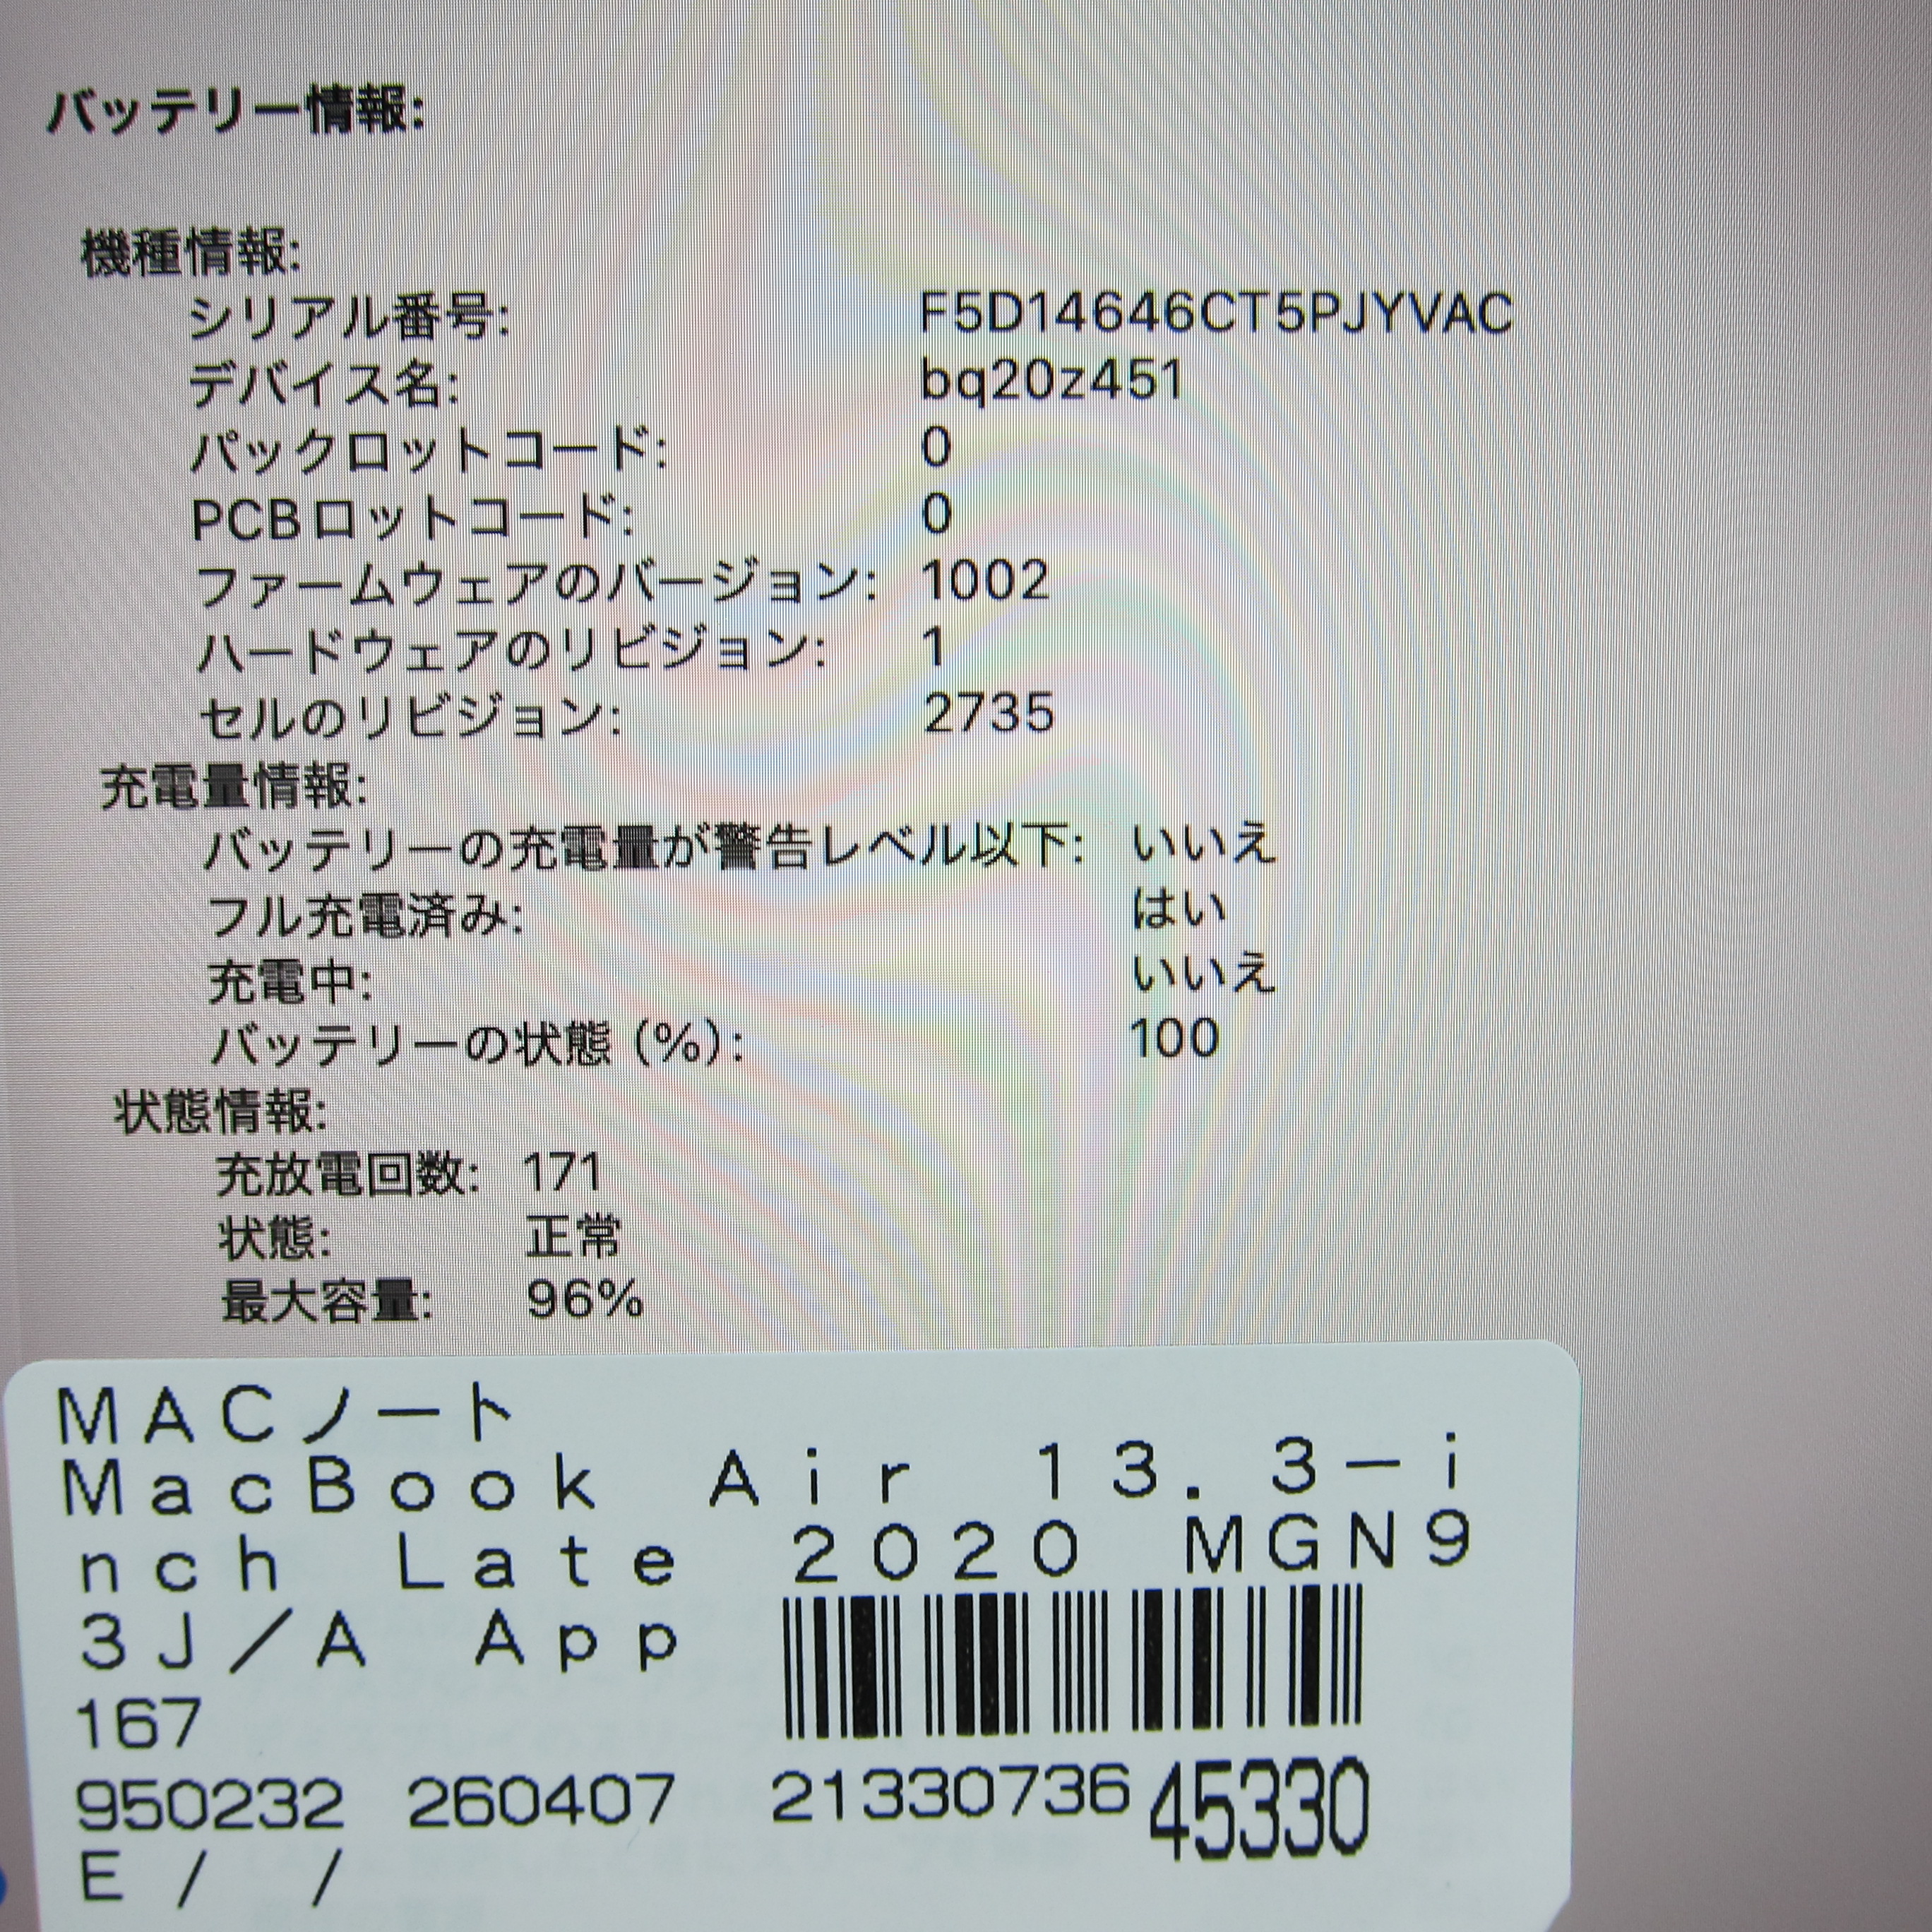 バッテリー情報:
機種情報:
シリアル番号: F5D14646CT5PJYVAC
デバイス名: bq20z451
パックロットコード: 0
PCBロットコード: 0
ファームウェアのバージョン: 1002
ハードウェアのリビジョン: 1
セルのリビジョン: 2735
充電量情報:
バッテリーの充電量が警告レベル以下: いいえ
フル充電済み: はい
充電中: いいえ
バッテリーの状態 (%): 100
状態情報:
充放電回数: 171
状態: 正常
最大容量: 96%
MACノート
MacBook Air 13.3-i
nch Late 2020 MGN9
3J/A App
167
950232 260407 21330736 45330
E / /